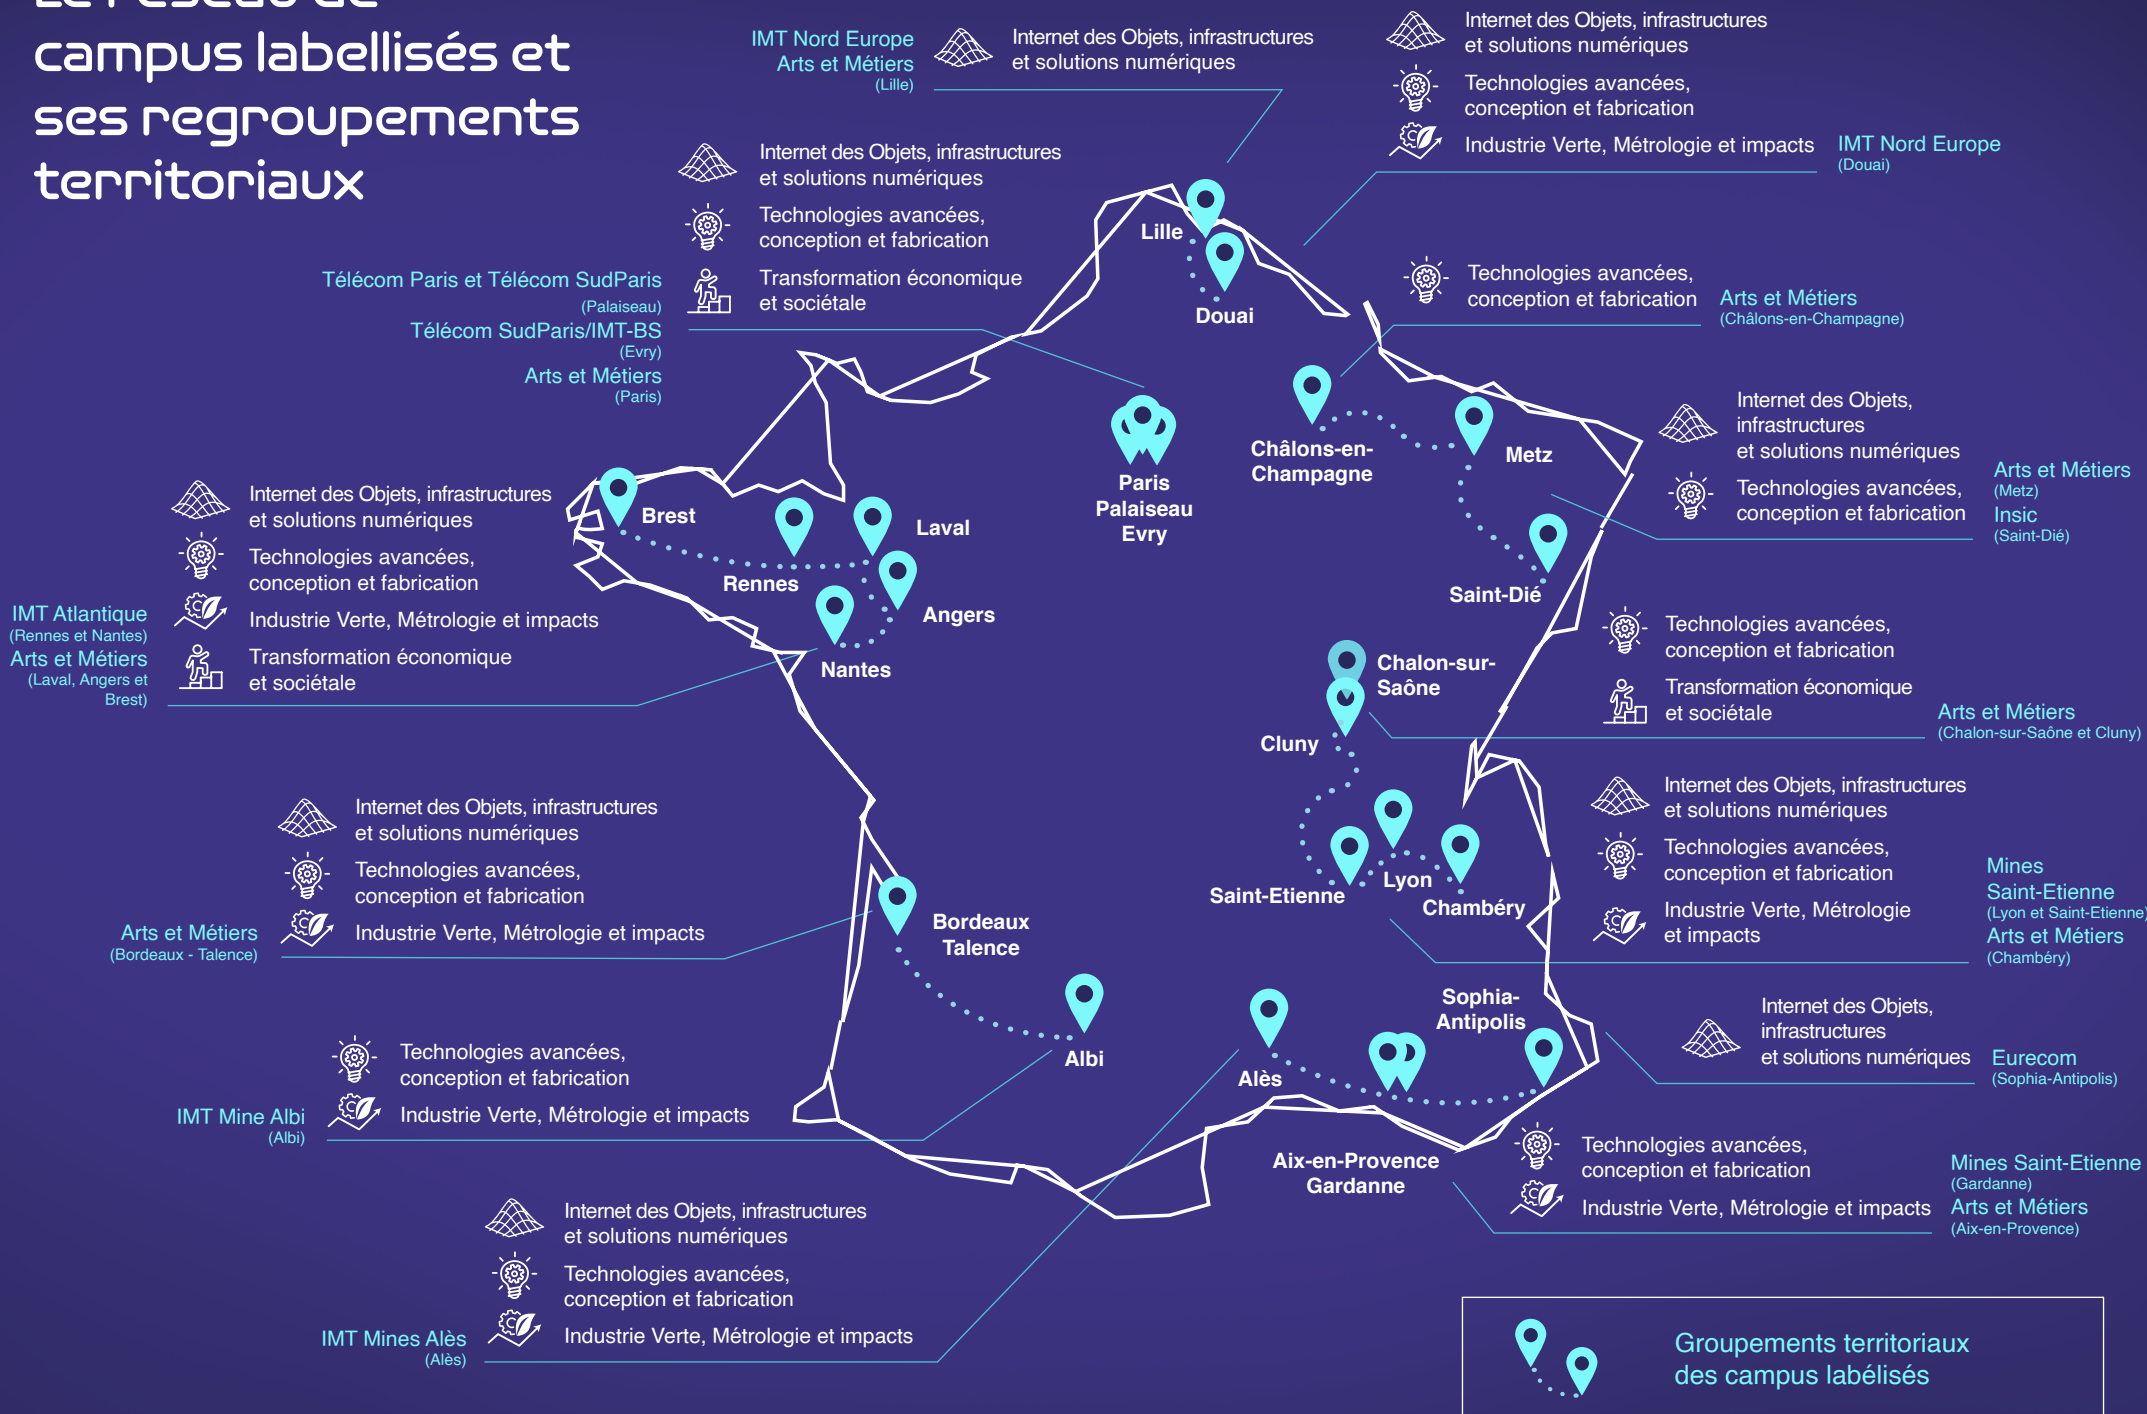 Le réseau de
campus labellisés et
ses regroupements
territoriaux
IMT Nord Europe
Arts et Métiers
(Lille)
Internet des Objets, infrastructures
et solutions numériques
Internet des Objets, infrastructures
et solutions numériques
Technologies avancées,
conception et fabrication
Industrie Verte, Métrologie et impacts
IMT Nord Europe
(Douai)
Internet des Objets, infrastructures
et solutions numériques
Technologies avancées,
conception et fabrication
Transformation économique
et sociétale
Télécom Paris et Télécom SudParis
(Palaiseau)
Télécom SudParis/IMT-BS
(Evry)
Arts et Métiers
(Paris)
Lille
Douai
Technologies avancées,
conception et fabrication
Arts et Métiers
(Châlons-en-Champagne)
Châlons-en-
Champagne
Metz
Paris
Palaiseau
Evry
Internet des Objets,
infrastructures
et solutions numériques
Technologies avancées,
conception et fabrication
Arts et Métiers
(Metz)
Insic
(Saint-Dié)
Saint-Dié
Internet des Objets, infrastructures
et solutions numériques
Technologies avancées,
conception et fabrication
Industrie Verte, Métrologie et impacts
Transformation économique
et sociétale
IMT Atlantique
(Rennes et Nantes)
Arts et Métiers
(Laval, Angers et
Brest)
Brest
Rennes
Laval
Angers
Nantes
Technologies avancées,
conception et fabrication
Transformation économique
et sociétale
Arts et Métiers
(Chalon-sur-Saône et Cluny)
Chalon-sur-
Saône
Cluny
Internet des Objets, infrastructures
et solutions numériques
Technologies avancées,
conception et fabrication
Industrie Verte, Métrologie
et impacts
Mines
Saint-Etienne
(Lyon et Saint-Etienne)
Arts et Métiers
(Chambéry)
Saint-Etienne
Lyon
Chambéry
Internet des Objets, infrastructures
et solutions numériques
Technologies avancées,
conception et fabrication
Industrie Verte, Métrologie et impacts
Arts et Métiers
(Bordeaux - Talence)
Bordeaux
Talence
Albi
Technologies avancées,
conception et fabrication
Industrie Verte, Métrologie et impacts
IMT Mine Albi
(Albi)
Alès
Sophia-
Antipolis
Internet des Objets,
infrastructures
et solutions numériques
Eurecom
(Sophia-Antipolis)
Aix-en-Provence
Gardanne
Technologies avancées,
conception et fabrication
Industrie Verte, Métrologie et impacts
Mines Saint-Etienne
(Gardanne)
Arts et Métiers
(Aix-en-Provence)
Internet des Objets, infrastructures
et solutions numériques
Technologies avancées,
conception et fabrication
Industrie Verte, Métrologie et impacts
IMT Mines Alès
(Alès)
Groupements territoriaux
des campus labélisés